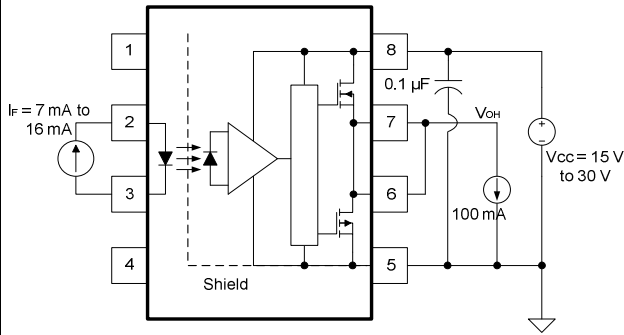 1
8
0.1 µF
IF = 7 mA to
16 mA
2
7
VOH
+
-
Vcc = 15 V
to 30 V
3
6
100 mA
4
5
Shield